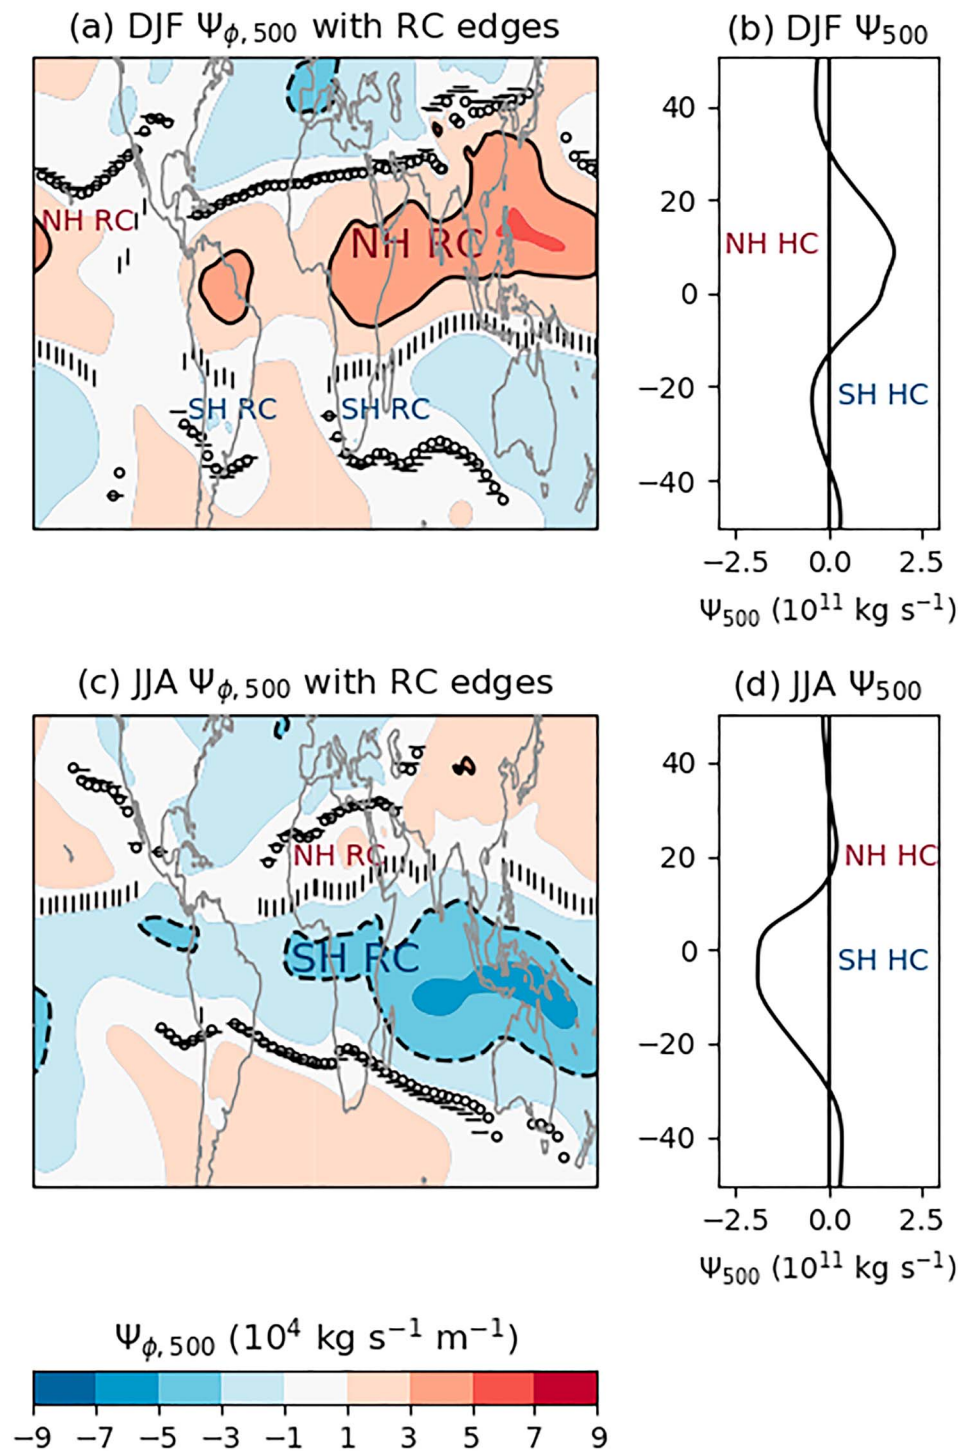 (a) DJF Ψϕ, 500 with RC edges
(b) DJF Ψ500
NH RC
NH RC
SH RC
SH RC
40
20
0
−20
−40
NH HC
SH HC
−2.5 0.0 2.5
Ψ500 (10¹¹ kg s⁻¹)
(c) JJA Ψϕ, 500 with RC edges
(d) JJA Ψ500
NH RC
SH RC
40
20
0
−20
−40
NH HC
SH HC
−2.5 0.0 2.5
Ψ500 (10¹¹ kg s⁻¹)
Ψϕ, 500 (10⁴ kg s⁻¹ m⁻¹)
−9 −7 −5 −3 −1 1 3 5 7 9